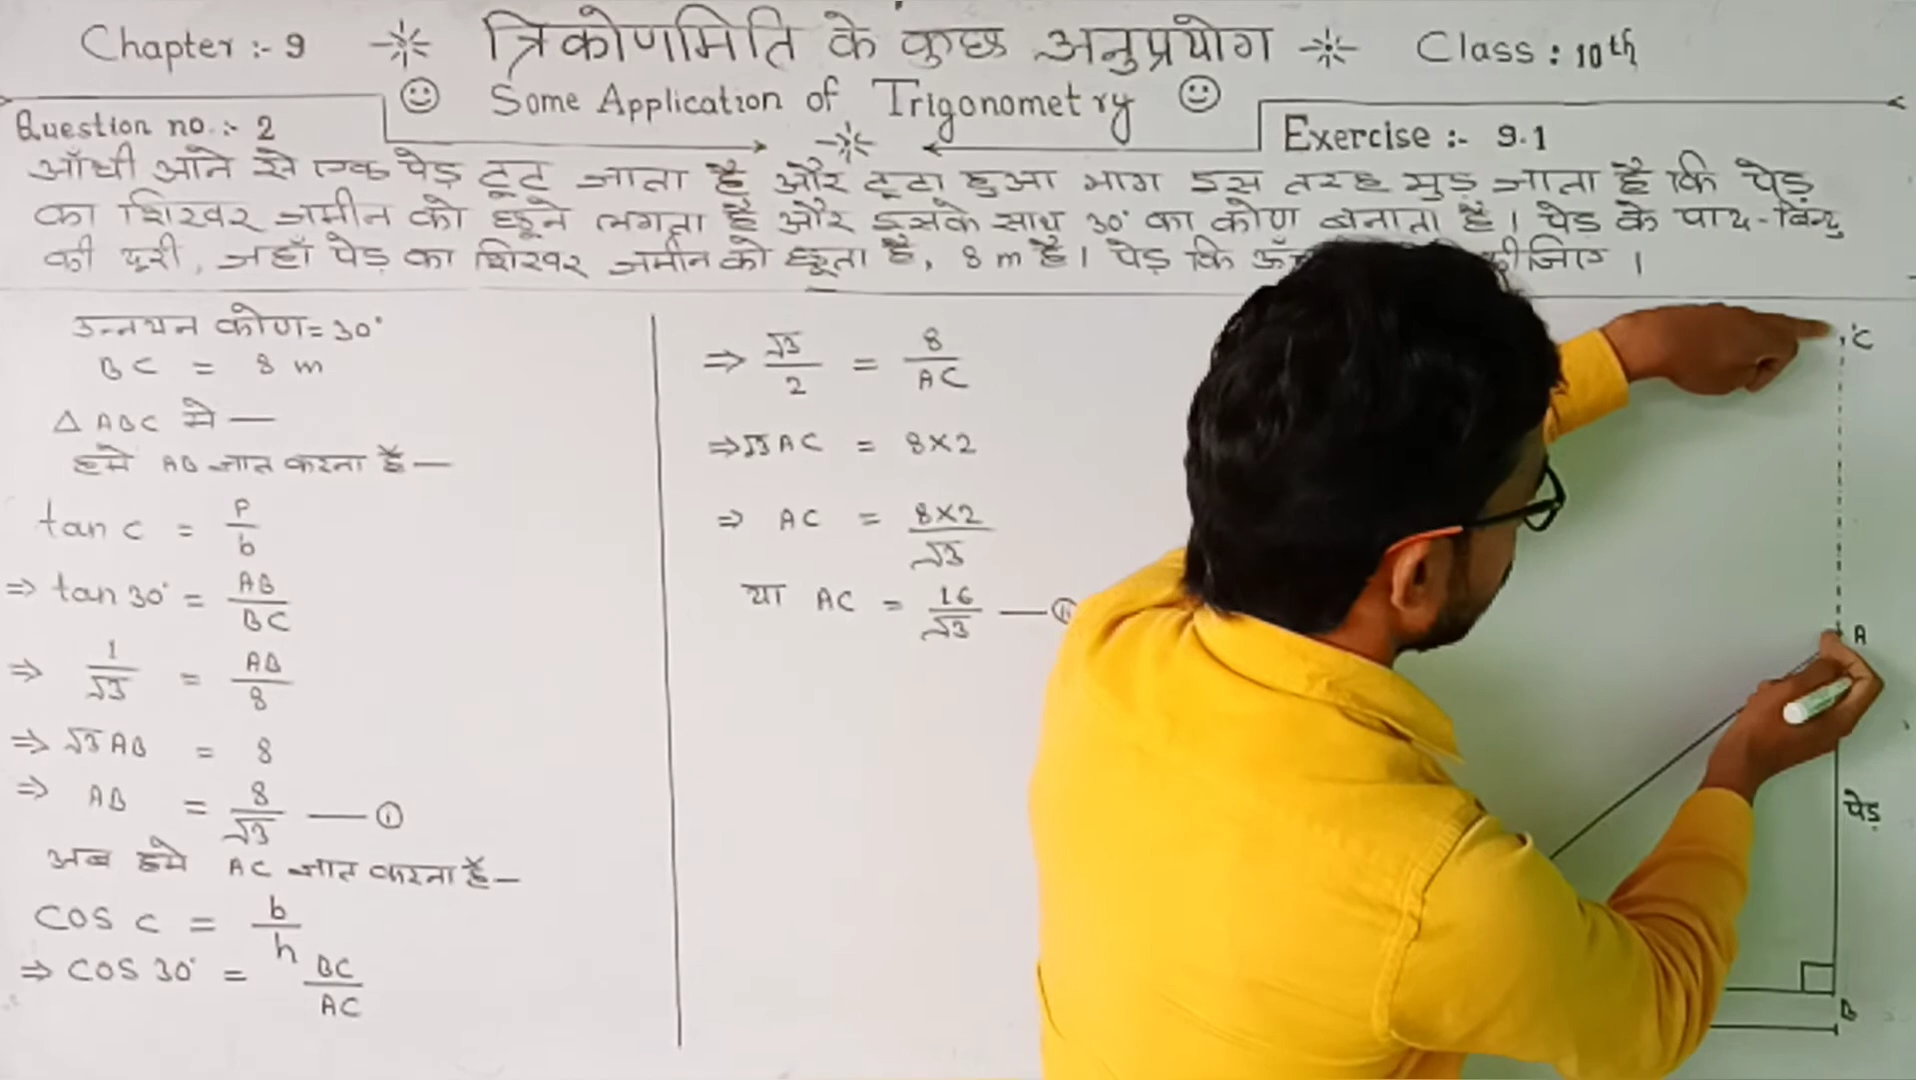 Chapter :- 9
त्रिकोणमिति के कुछ अनुप्रयोग
Class : 10th
Some Application of Trigonometry
Question no. :- 2
Exercise :- 9.1
आँधी आने से एक पेड़ टूट जाता है और टूटा हुआ भाग इस तरह मुड़ जाता है कि पेड़
का शिखर जमीन को छूने लगता है और इसके साथ 30° का कोण बनाता है। पेड़ के पाद-बिन्दु
की दूरी, जहाँ पेड़ का शिखर जमीन को छूता है, 8 m है। पेड़ कि कीजिए ।
उन्नयन कोण = 30°
BC = 8 m
△ ABC मे —
हमे AB ज्ञात करना है —
tan C = P/b
⇒ tan 30° = AB/BC
⇒ 1/√3 = AB/8
⇒ √3 AB = 8
⇒ AB = 8/√3 — (i)
अब हमे AC ज्ञात करना है —
cos C = b/h
⇒ cos 30° = BC/AC
⇒ √3/2 = 8/AC
⇒ √3 AC = 8×2
⇒ AC = 8×2/√3
या AC = 16/√3 — (ii)
'C
A
पेड़
B